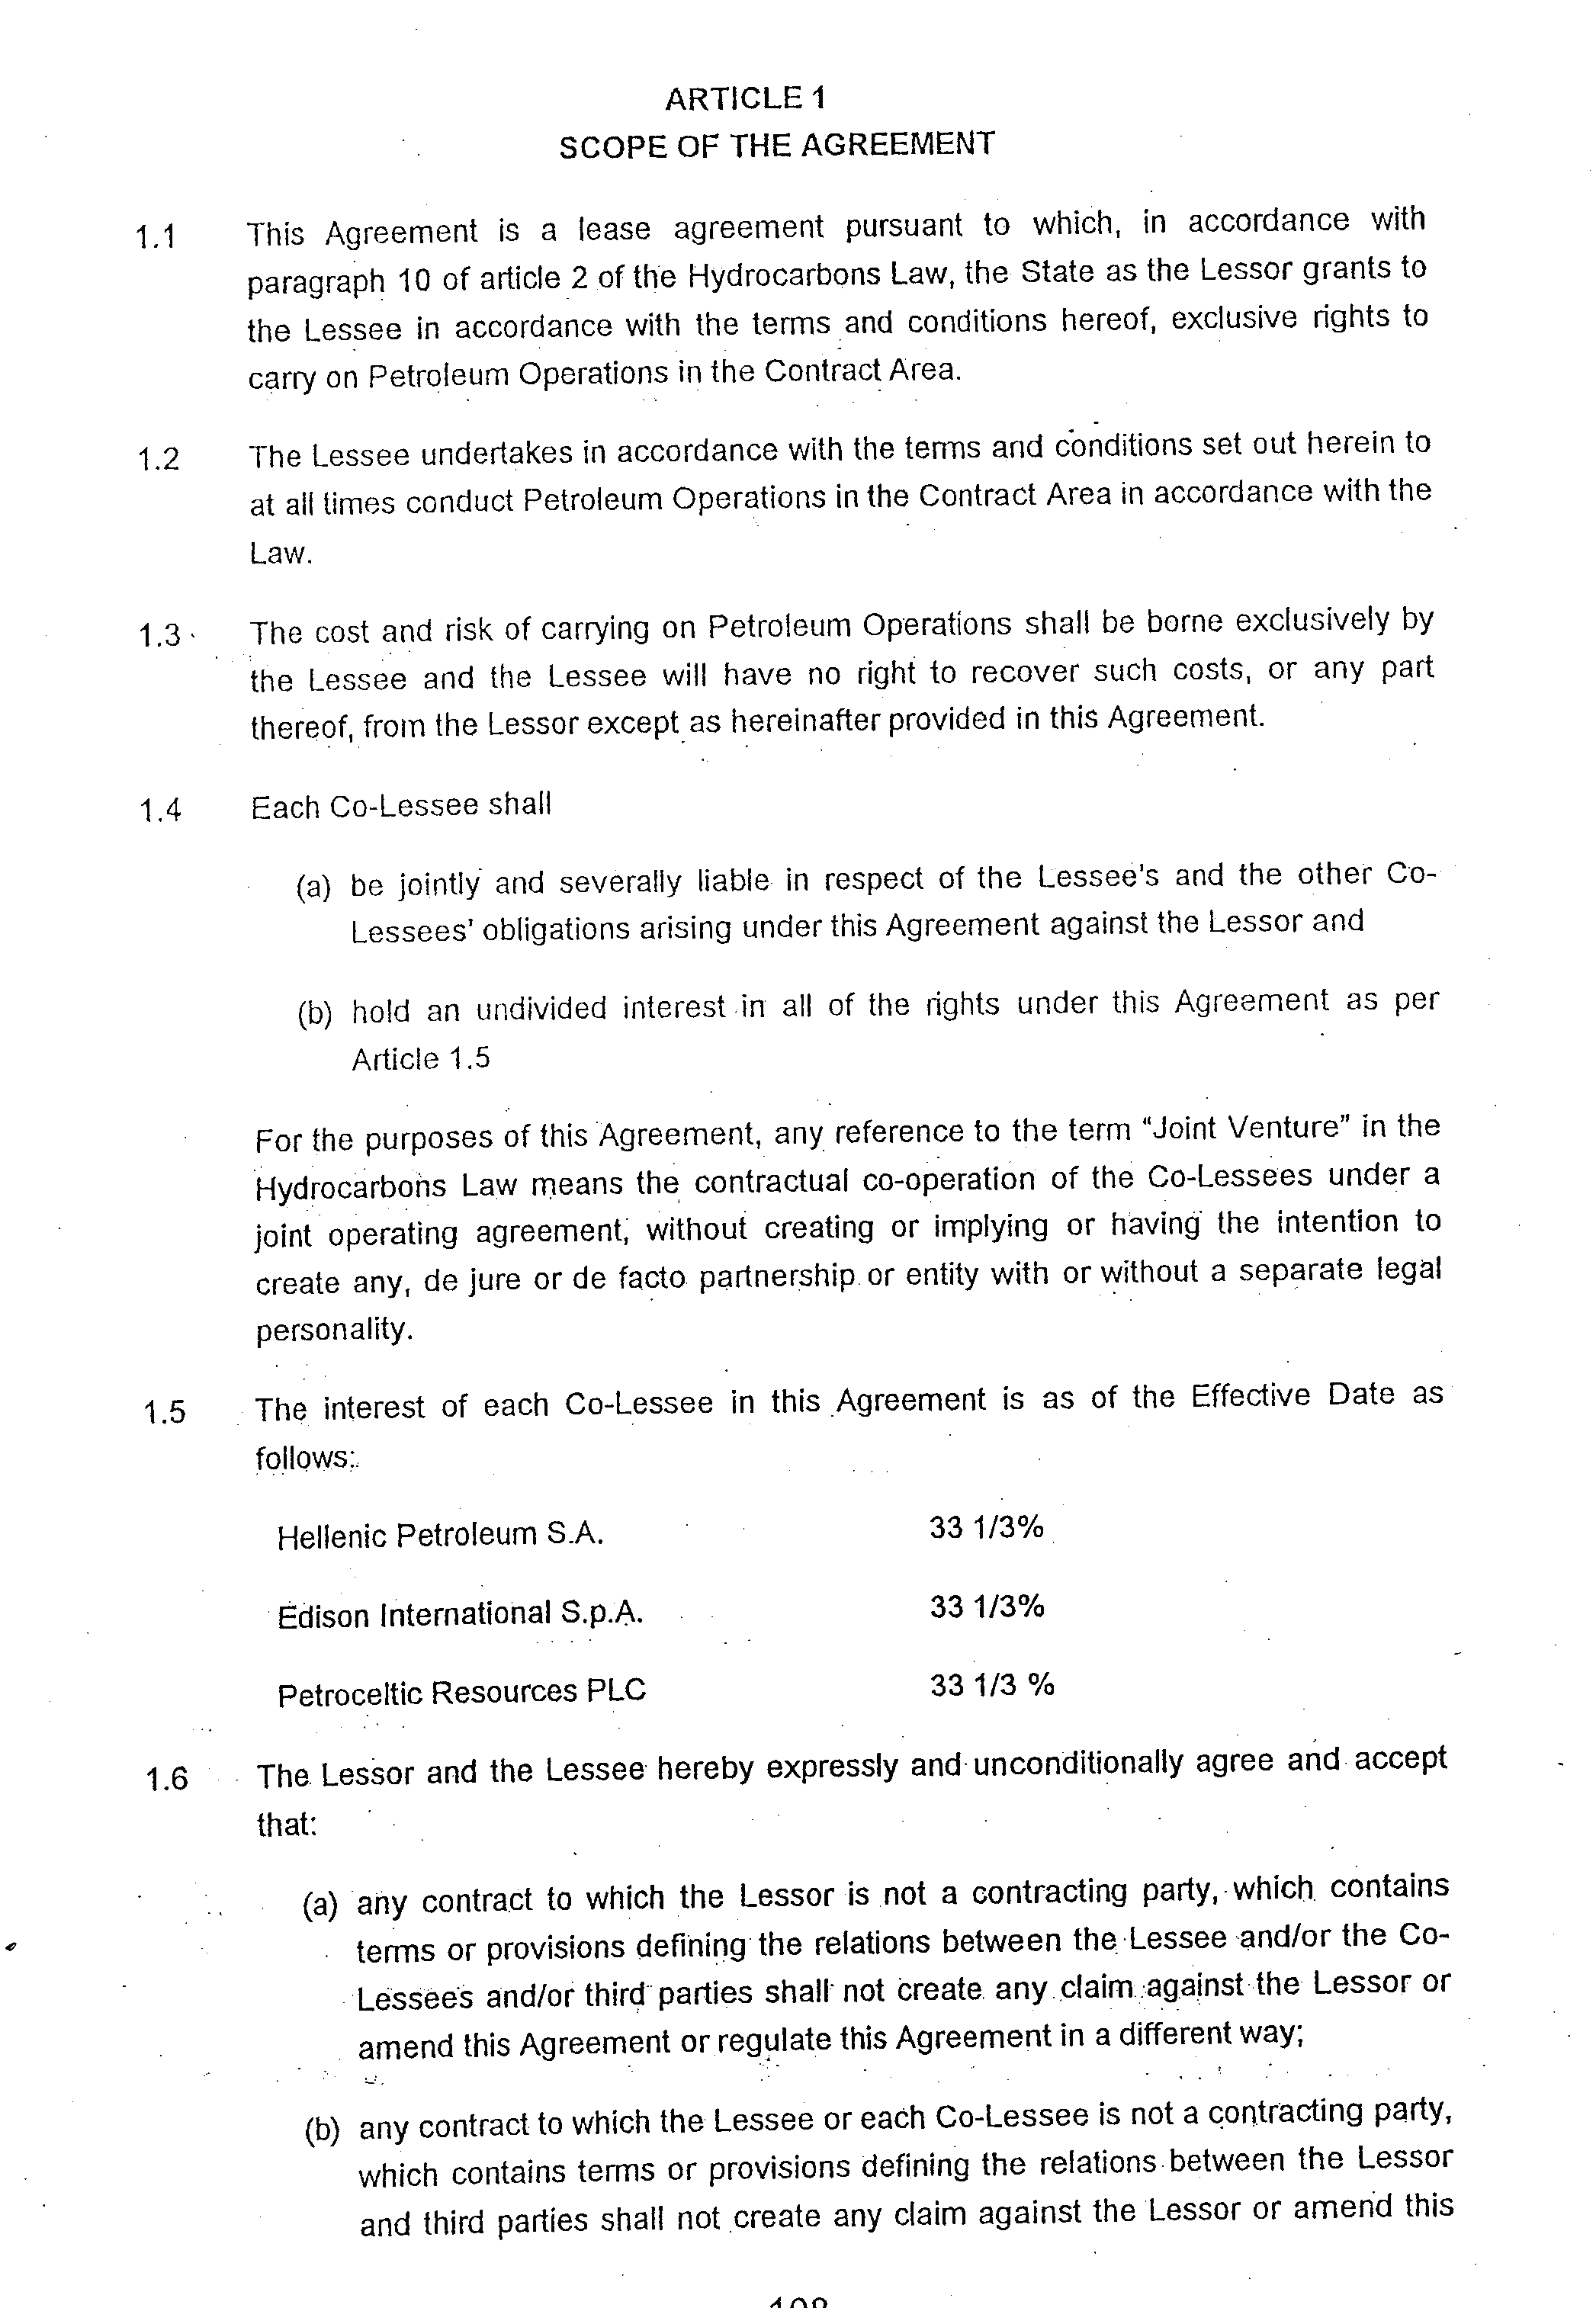 ARTICLE 1
SCOPE OF THE AGREEMENT
1.1 This Agreement is a lease agreement pursuant to which, in accordance with
paragraph 10 of article 2 of the Hydrocarbons Law, the State as the Lessor grants to
the Lessee in accordance with the terms and conditions hereof, exclusive rights to
carry on Petroleum Operations in the Contract Area.
1.2 The Lessee undertakes in accordance with the terms and conditions set out herein to
at all times conduct Petroleum Operations in the Contract Area in accordance with the
Law.
1.3 The cost and risk of carrying on Petroleum Operations shall be borne exclusively by
the Lessee and the Lessee will have no right to recover such costs, or any part
thereof, from the Lessor except as hereinafter provided in this Agreement.
1.4 Each Co-Lessee shall
(a) be jointly and severally liable in respect of the Lessee's and the other Co-
Lessees' obligations arising under this Agreement against the Lessor and
(b) hold an undivided interest in all of the rights under this Agreement as per
Article 1.5
For the purposes of this Agreement, any reference to the term “Joint Venture” in the
Hydrocarbons Law means the contractual co-operation of the Co-Lessees under a
joint operating agreement, without creating or implying or having the intention to
create any, de jure or de facto partnership or entity with or without a separate legal
personality.
1.5 The interest of each Co-Lessee in this Agreement is as of the Effective Date as
follows:
Hellenic Petroleum S.A. 33 1/3%
Edison International S.p.A. 33 1/3%
Petroceltic Resources PLC 33 1/3 %
1.6 The Lessor and the Lessee hereby expressly and unconditionally agree and accept
that:
(a) any contract to which the Lessor is not a contracting party, which contains
terms or provisions defining the relations between the Lessee and/or the Co-
Lessees and/or third parties shall not create any claim against the Lessor or
amend this Agreement or regulate this Agreement in a different way;
(b) any contract to which the Lessee or each Co-Lessee is not a contracting party,
which contains terms or provisions defining the relations between the Lessor
and third parties shall not create any claim against the Lessor or amend this